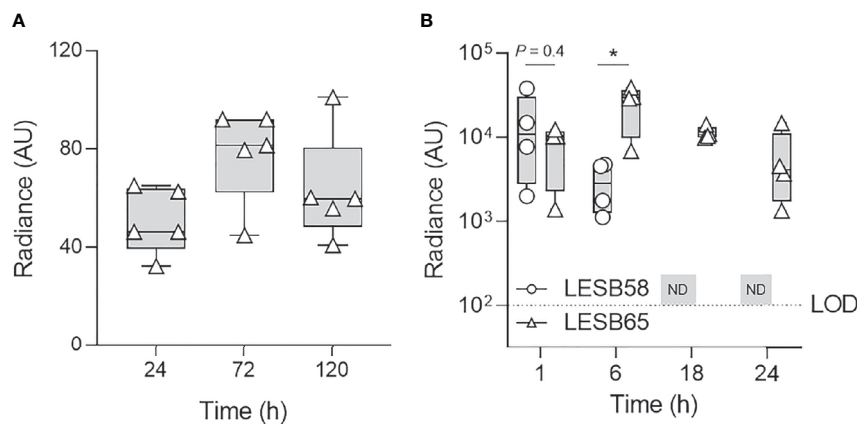 A
Radiance (AU)
120
80
40
0
24 72 120
Time (h)
B
Radiance (AU)
10⁵
10⁴
10³
10²
P = 0.4 *
LESB58 ND ND
LOD
LESB65
1 6 18 24
Time (h)